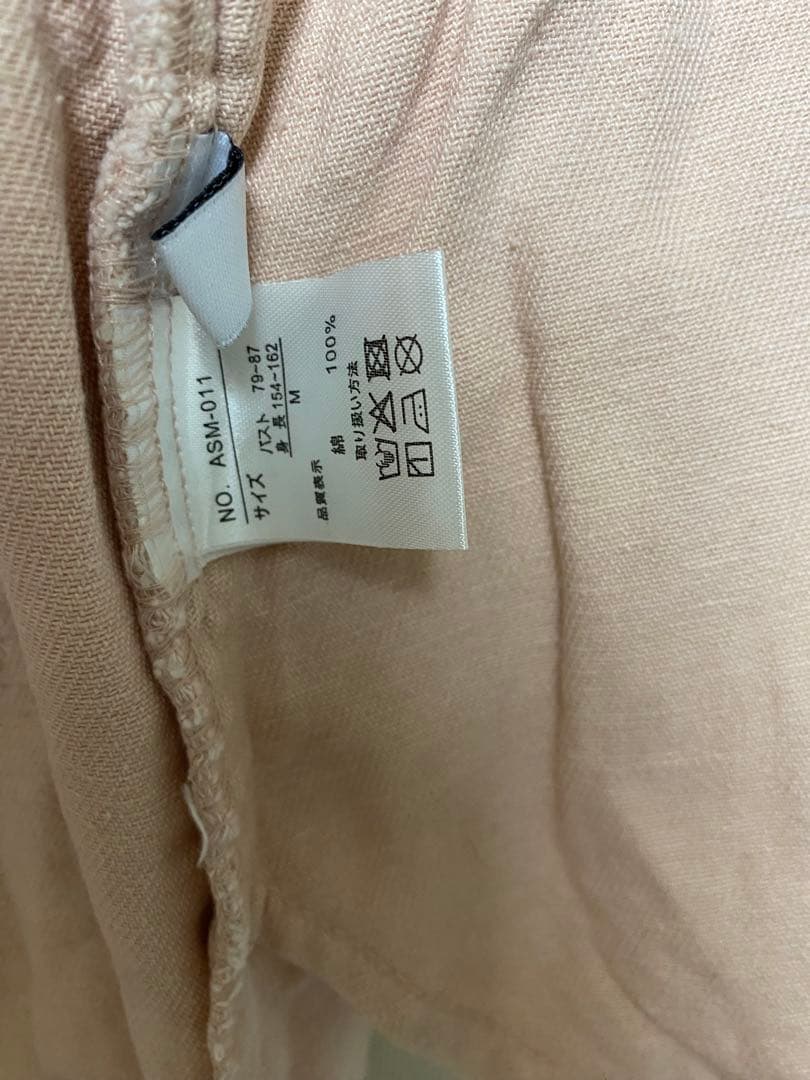 NO. ASM-011
サイズ バスト 79~87
身 長 154~162
M
品質表示
綿 100%
取り扱い方法